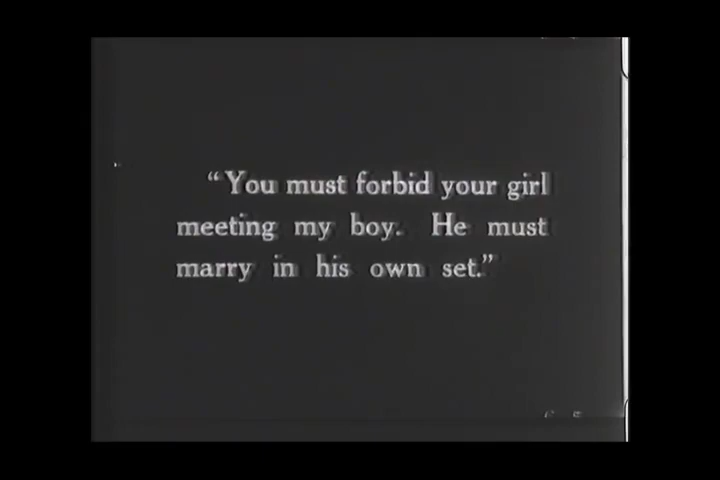 “You must forbid your girl
meeting my boy. He must
marry in his own set.”